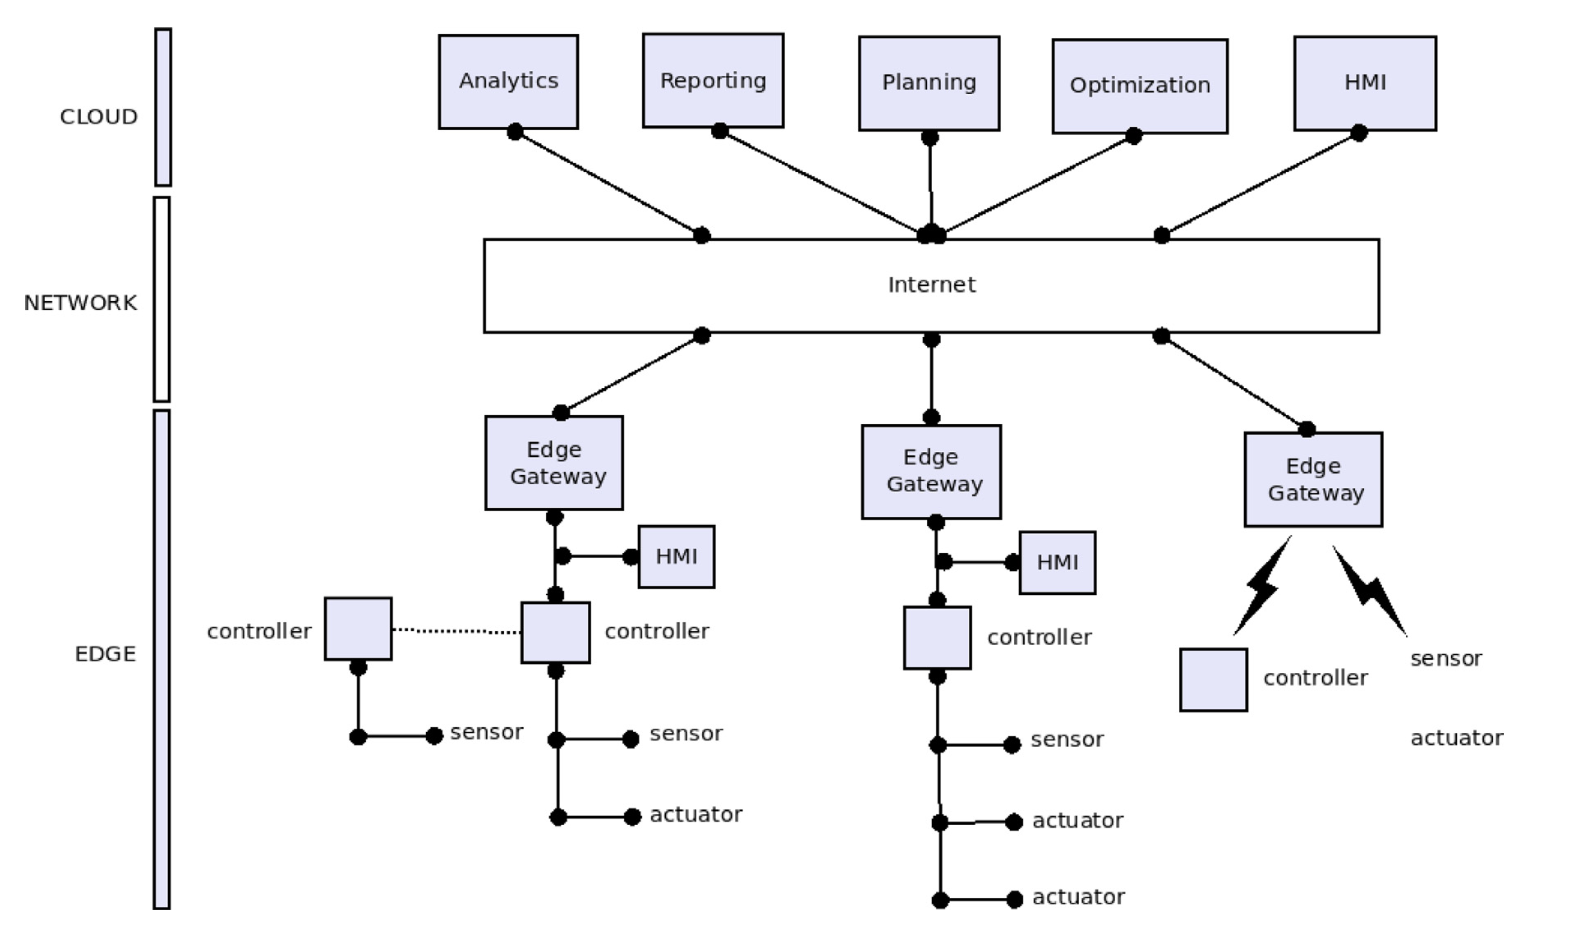 CLOUD
Analytics
Reporting
Planning
Optimization
HMI
NETWORK
Internet
EDGE
Edge
Gateway
HMI
controller
controller
sensor
sensor
actuator
Edge
Gateway
HMI
controller
sensor
actuator
actuator
Edge
Gateway
controller
sensor
actuator